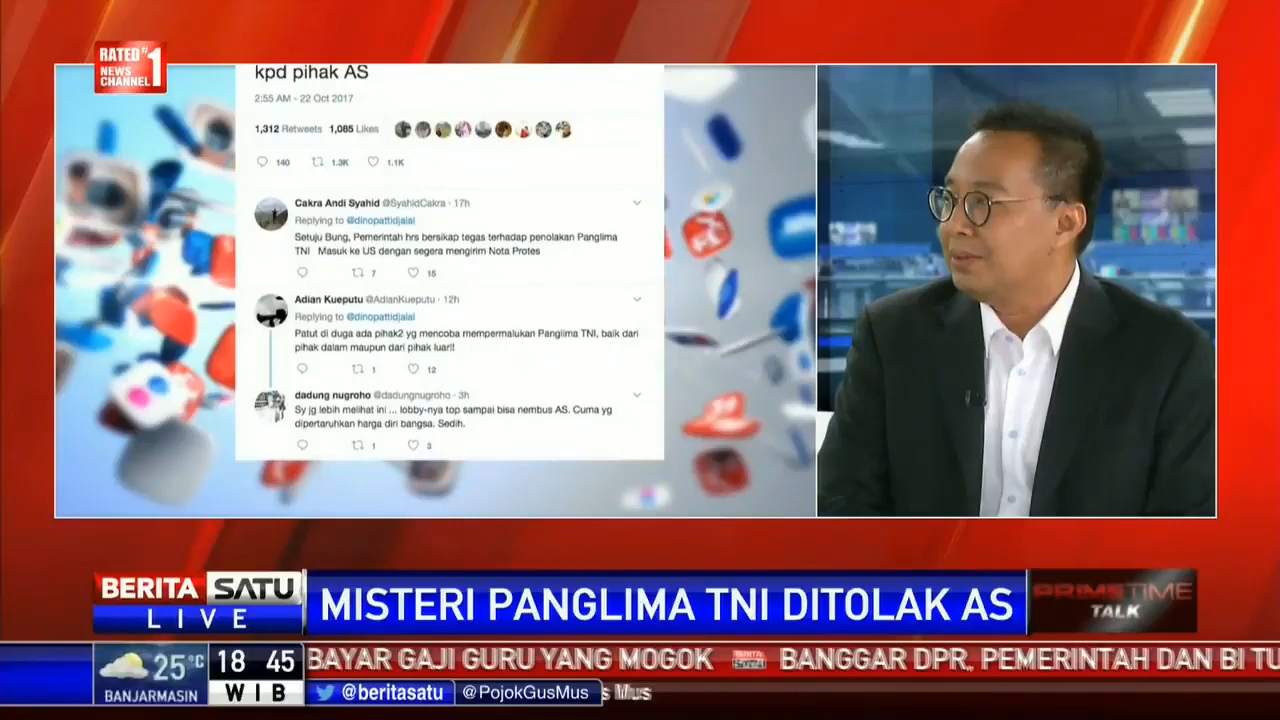 RATED #1
NEWS
CHANNEL
kpd pihak AS
2:55 AM - 22 Oct 2017
1,312 Retweets 1,085 Likes
140 1.3K 1.1K
Cakra Andi Syahid @SyahidCakra · 17h
Replying to @dinopattidjalal
Setuju Bung, Pemerintah hrs bersikap tegas terhadap penolakan Panglima
TNI Masuk ke US dengan segera mengirim Nota Protes
7 15
Adian Kueputu @AdianKueputu · 12h
Replying to @dinopattidjalal
Patut di duga ada pihak2 yg mencoba mempermalukan Panglima TNI, baik dari
pihak dalam maupun dari pihak luar!!
1 12
dadung nugroho @dadungnugroho · 3h
Sy jg lebih melihat ini ... lobby-nya top sampai bisa nembus AS. Cuma yg
dipertaruhkan harga diri bangsa. Sedih.
1 3
BERITA SATU
LIVE
MISTERI PANGLIMA TNI DITOLAK AS
PRIMETIME
TALK
25°C
BANJARMASIN
18 45
WIB
BAYAR GAJI GURU YANG MOGOK BERITA SATU BANGGAR DPR, PEMERINTAH DAN BI TU
@beritasatu @PojokGusMus s Mus